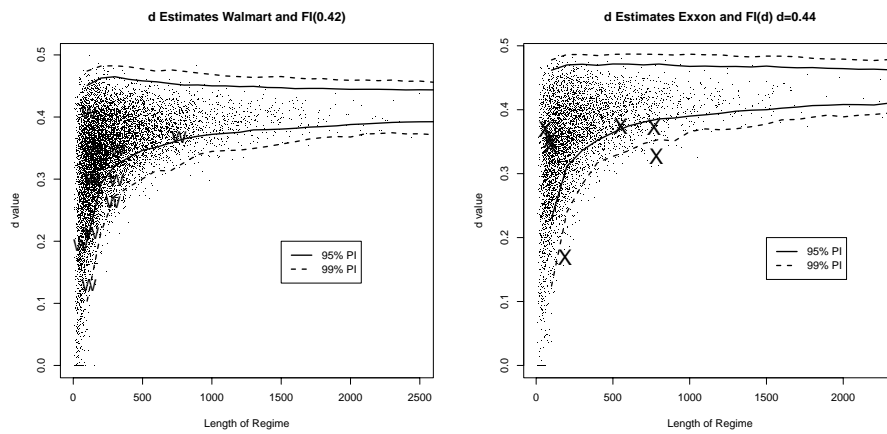 d Estimates Walmart and FI(0.42)
d value
0.5
0.4
0.3
0.2
0.1
0.0
W
W
W
W
W
W
W
95% PI
99% PI
0 500 1000 1500 2000 2500
Length of Regime
d Estimates Exxon and FI(d) d=0.44
d value
0.5
0.4
0.3
0.2
0.1
0.0
X
X
X
X
X
X
95% PI
99% PI
0 500 1000 1500 2000
Length of Regime